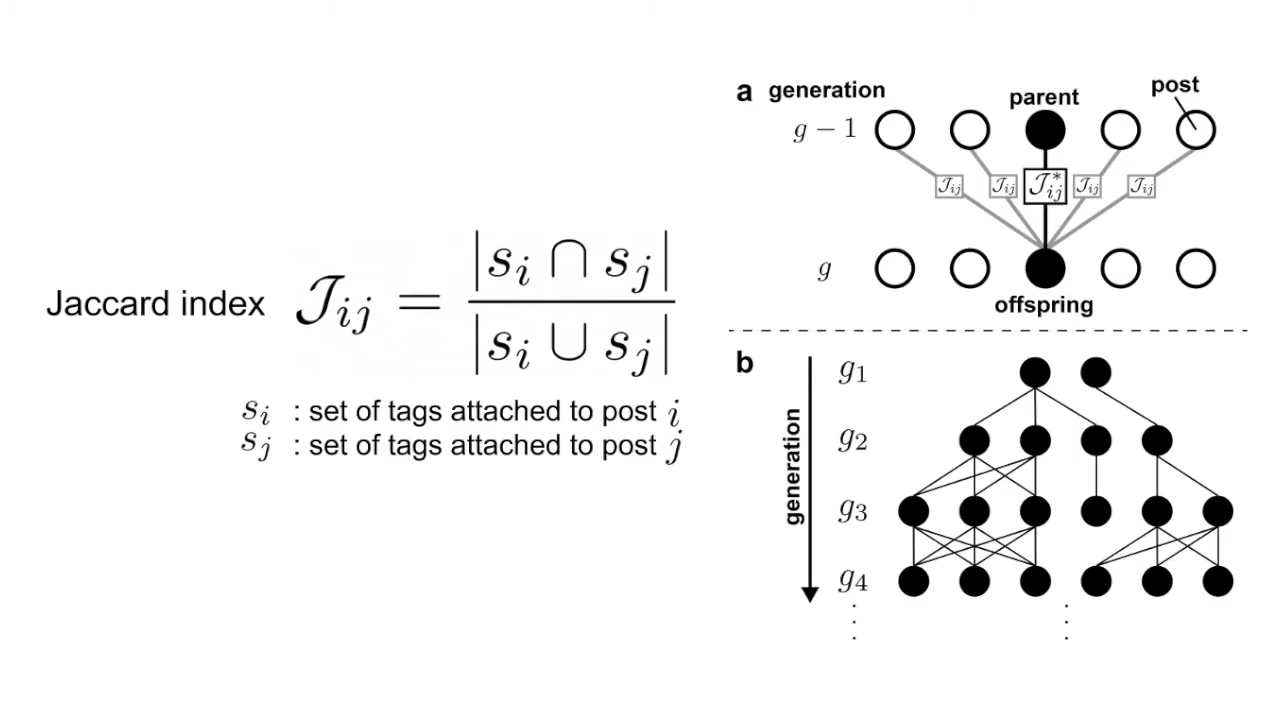 Jaccard index 𝒥ij = |si ∩ sj| / |si ∪ sj|
si : set of tags attached to post i
sj : set of tags attached to post j
a generation parent post
g − 1
𝒥ij 𝒥ij 𝒥*ij 𝒥ij 𝒥ij
g
offspring
b
generation
g1
g2
g3
g4